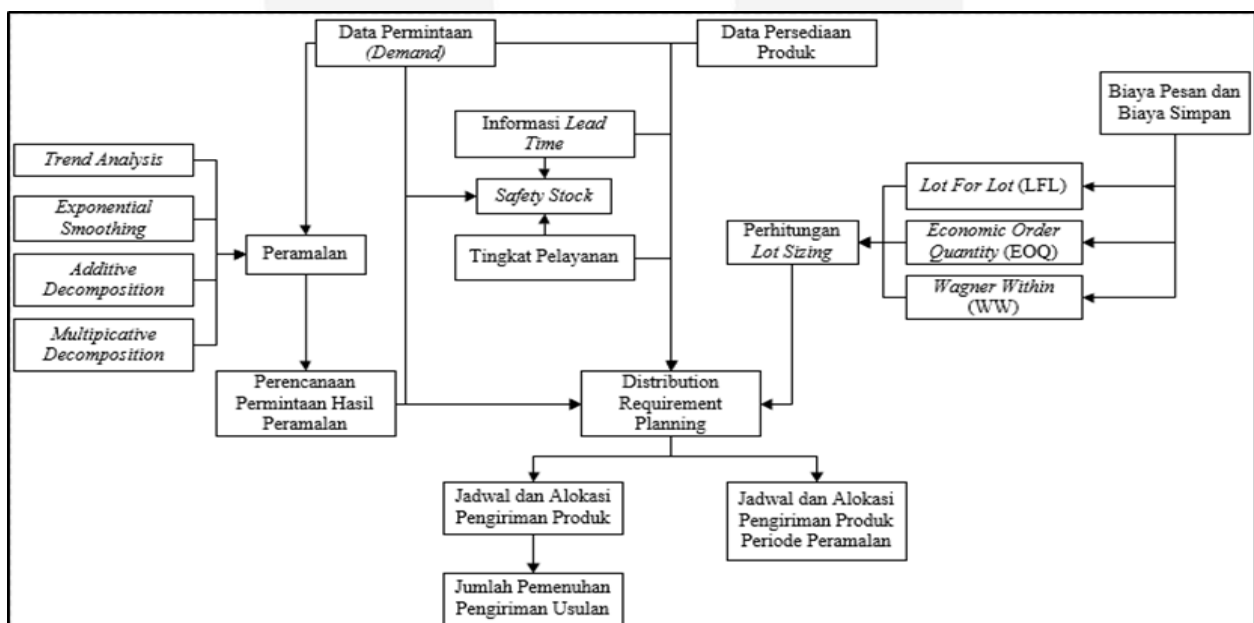 Data Permintaan
(Demand)
Data Persediaan
Produk
Biaya Pesan dan
Biaya Simpan
Informasi Lead
Time
Trend Analysis
Safety Stock
Lot For Lot (LFL)
Exponential
Smoothing
Peramalan
Tingkat Pelayanan
Perhitungan
Lot Sizing
Economic Order
Quantity (EOQ)
Additive
Decomposition
Wagner Within
(WW)
Multipicative
Decomposition
Perencanaan
Permintaan Hasil
Peramalan
Distribution
Requirement
Planning
Jadwal dan Alokasi
Pengiriman Produk
Jadwal dan Alokasi
Pengiriman Produk
Periode Peramalan
Jumlah Pemenuhan
Pengiriman Usulan